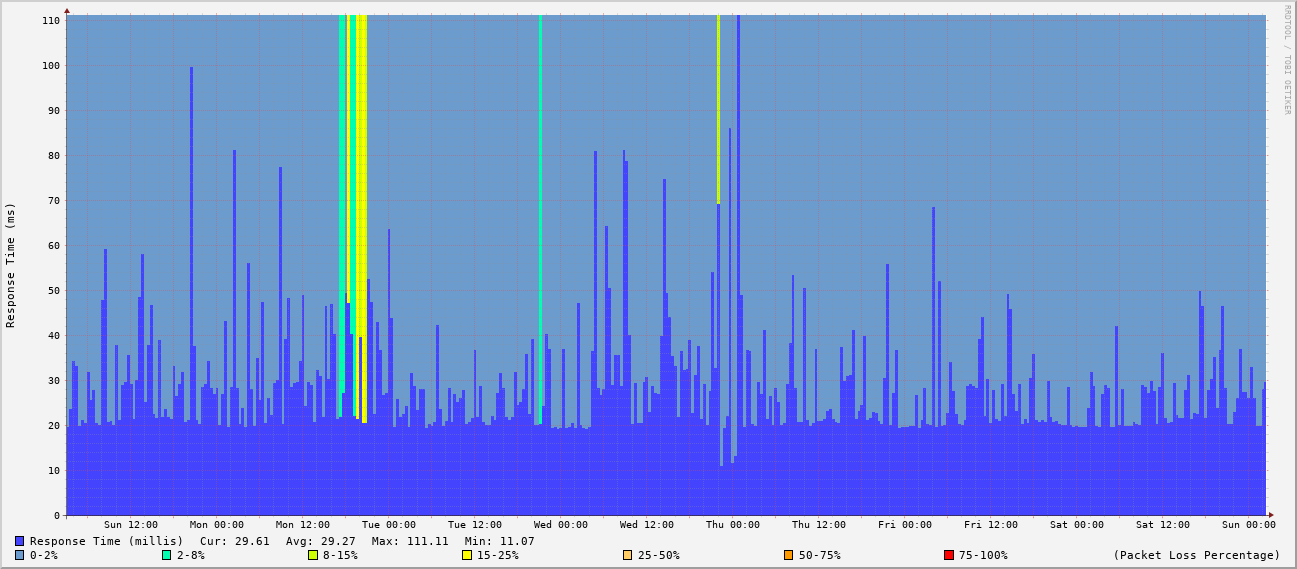 RRDTOOL / TOBI OETIKER
Response Time (ms)
110
100
90
80
70
60
50
40
30
20
10
0
Sun 12:00 Mon 00:00 Mon 12:00 Tue 00:00 Tue 12:00 Wed 00:00 Wed 12:00 Thu 00:00 Thu 12:00 Fri 00:00 Fri 12:00 Sat 00:00 Sat 12:00 Sun 00:00
Response Time (millis) Cur: 29.61 Avg: 29.27 Max: 111.11 Min: 11.07
0-2% 2-8% 8-15% 15-25% 25-50% 50-75% 75-100% (Packet Loss Percentage)